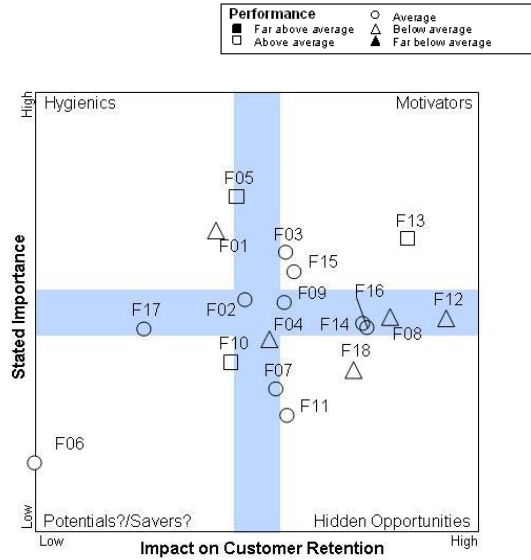 Performance
Far above average
Above average
Average
Below average
Far below average
High
Hygienics
Motivators
F05
F01
F03
F13
F15
F16
F17
F02
F09
F14
F08
F12
F04
F10
F18
F07
F11
F06
Stated Importance
Potentials?/Savers?
Hidden Opportunities
Low
Low
High
Impact on Customer Retention